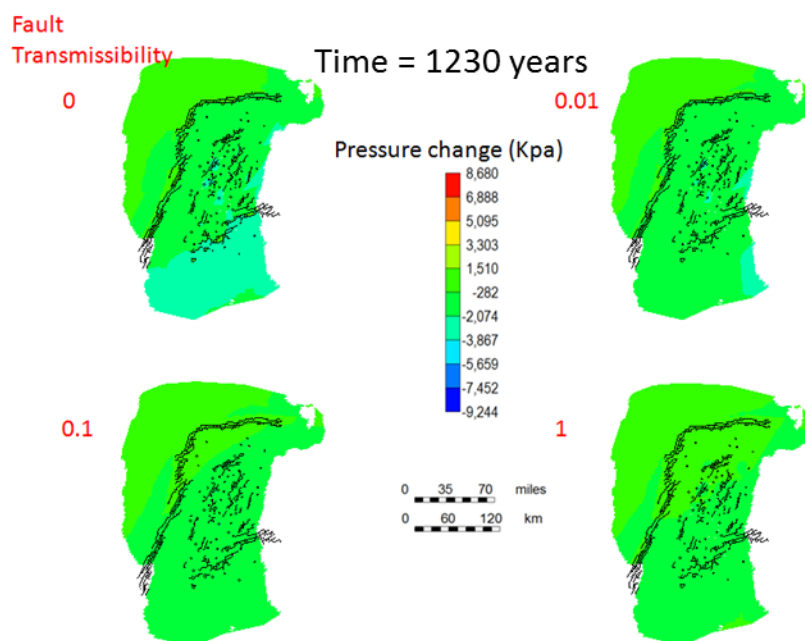 Fault
Transmissibility
Time = 1230 years
0
0.01
Pressure change (Kpa)
8,680
6,888
5,095
3,303
1,510
-282
-2,074
-3,867
-5,659
-7,452
-9,244
0.1
1
0 35 70 miles
0 60 120 km